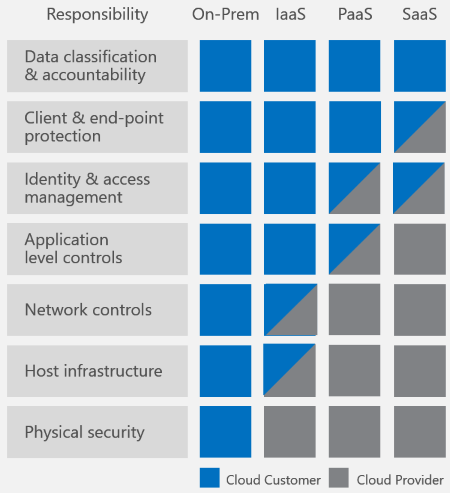 Responsibility On-Prem IaaS PaaS SaaS
Data classification
& accountability
Client & end-point
protection
Identity & access
management
Application
level controls
Network controls
Host infrastructure
Physical security
Cloud Customer Cloud Provider